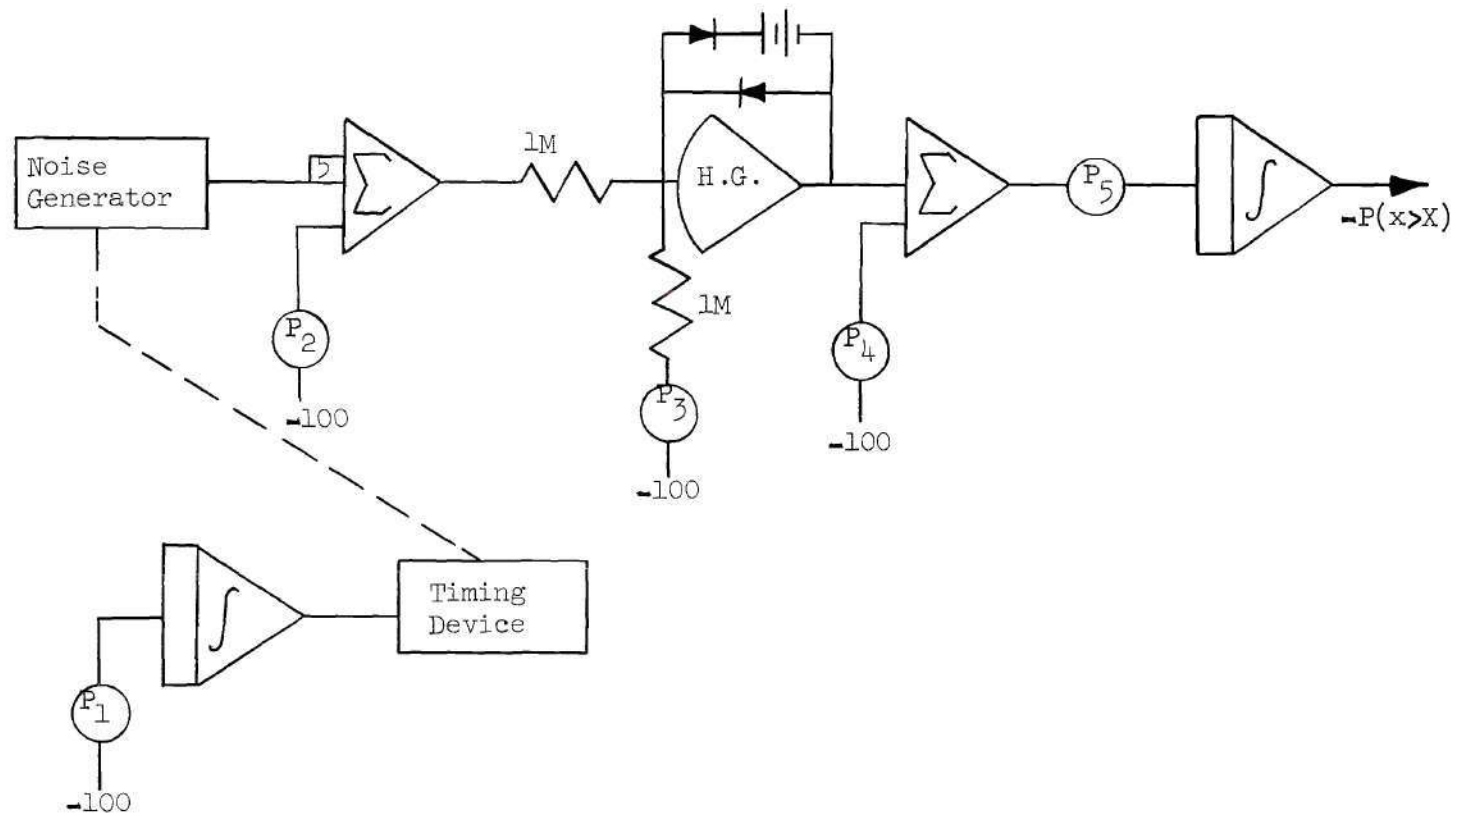 Noise
Generator
5
Σ
P2
-100
1M
H.G.
1M
P3
-100
Σ
P4
-100
P5
∫
-P(x>X)
∫
Timing
Device
P1
-100